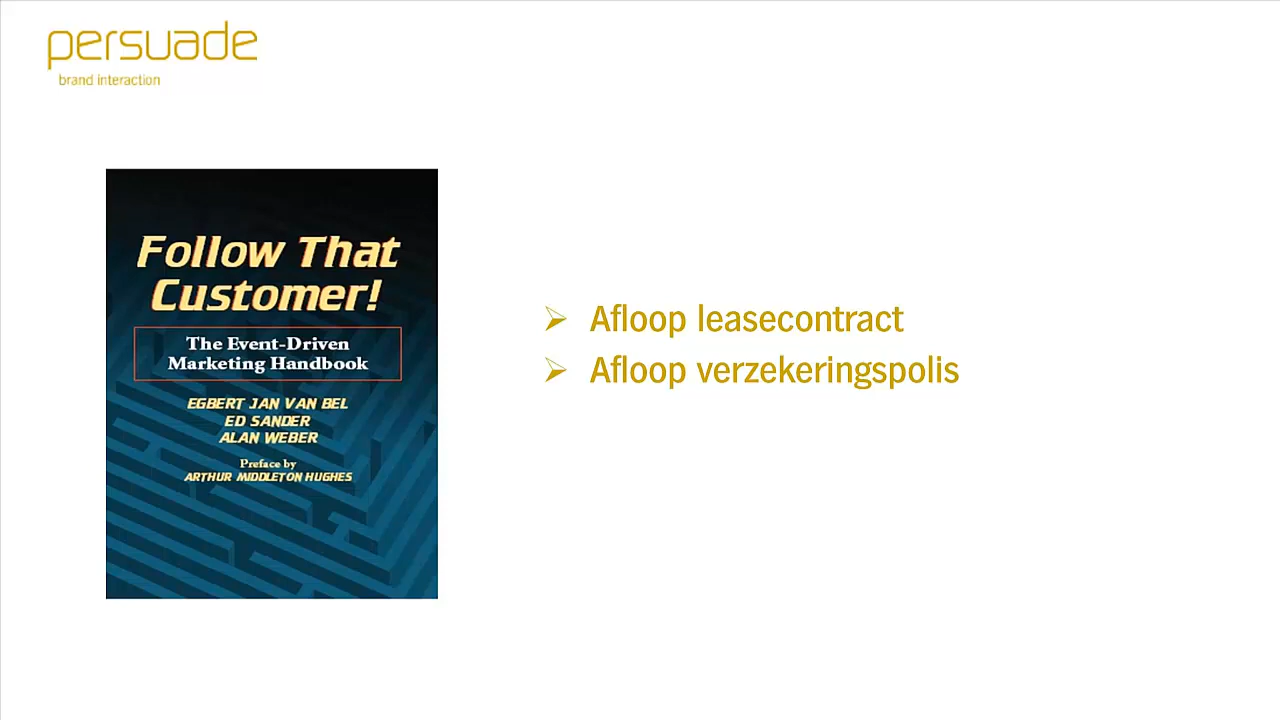 persuade
brand interaction
Follow That
Customer!
The Event-Driven
Marketing Handbook
EGBERT JAN VAN BEL
ED SANDER
ALAN WEBER
Preface by
ARTHUR MIDDLETON HUGHES
➢ Afloop leasecontract
➢ Afloop verzekeringspolis